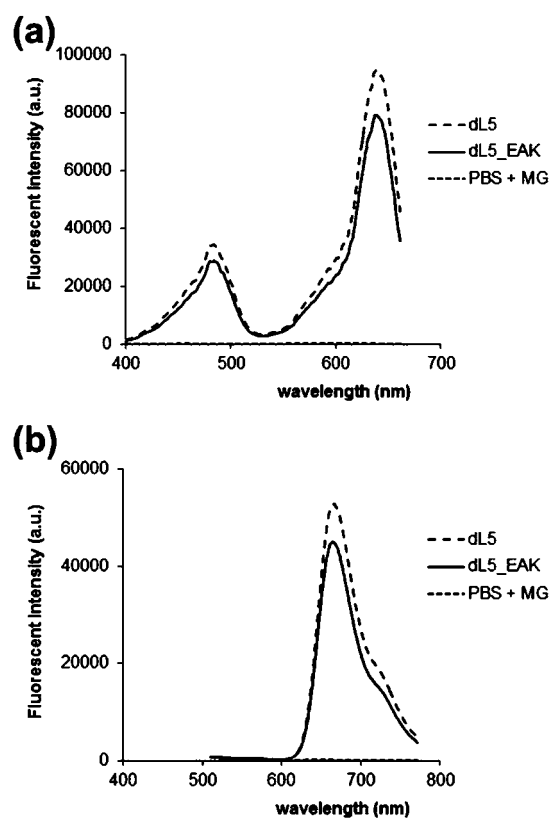 (a)
100000
80000
60000
40000
20000
0
400 500 600 700
Fluorescent Intensity (a.u.)
wavelength (nm)
dL5
dL5_EAK
PBS + MG
(b)
60000
40000
20000
0
400 500 600 700 800
Fluorescent Intensity (a.u.)
wavelength (nm)
dL5
dL5_EAK
PBS + MG